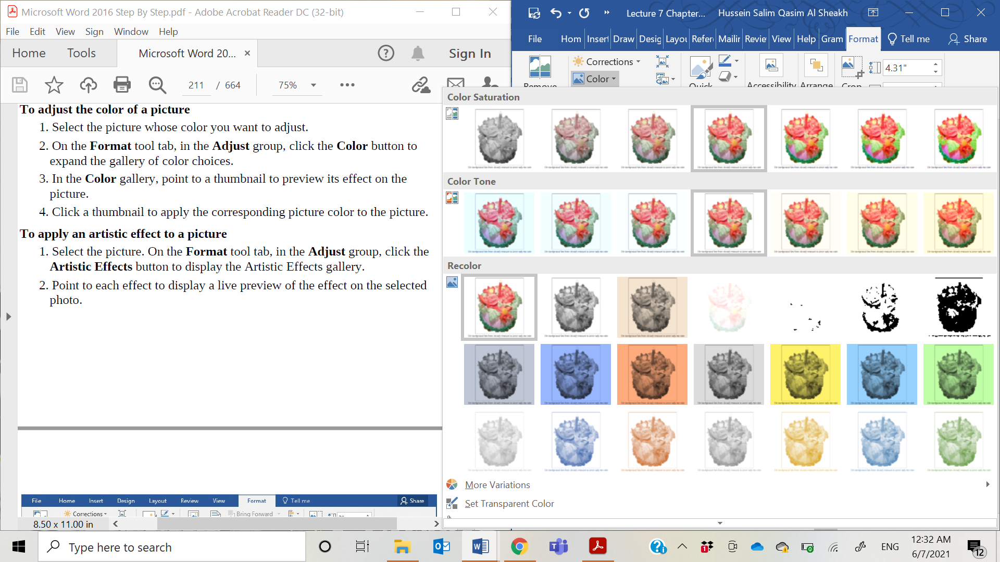 Microsoft Word 2016 Step By Step.pdf - Adobe Acrobat Reader DC (32-bit)
File Edit View Sign Window Help
Home Tools Microsoft Word 20... × Sign In
211 / 664 75%
To adjust the color of a picture
1. Select the picture whose color you want to adjust.
2. On the Format tool tab, in the Adjust group, click the Color button to
expand the gallery of color choices.
3. In the Color gallery, point to a thumbnail to preview its effect on the
picture.
4. Click a thumbnail to apply the corresponding picture color to the picture.
To apply an artistic effect to a picture
1. Select the picture. On the Format tool tab, in the Adjust group, click the
Artistic Effects button to display the Artistic Effects gallery.
2. Point to each effect to display a live preview of the effect on the selected
photo.
File Home Insert Design Layout Review View Format Tell me Share
Corrections Bring Forward
8.50 x 11.00 in
Lecture 7 Chapter... Hussein Salim Qasim Al Sheakh
File Hom Insert Draw Desig Layou Refer Mailin Revie View Help Gram Format Tell me Share
Corrections
Color
4.31"
Remove Quick Accessibility Arrange Crop
Color Saturation
Color Tone
Recolor
More Variations
Set Transparent Color
Type here to search
ENG
12:32 AM
6/7/2021
1
12